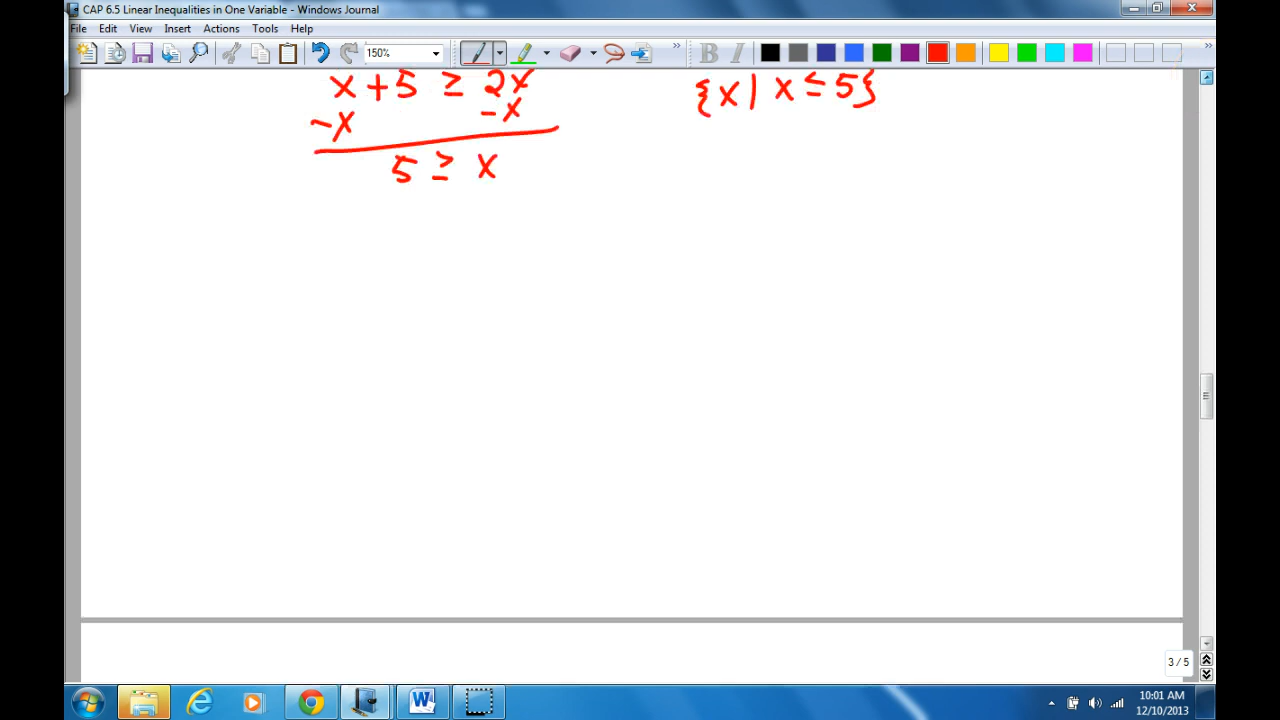 CAP 6.5 Linear Inequalities in One Variable - Windows Journal
File Edit View Insert Actions Tools Help
150%
B I
x + 5 ≥ 2x
-x -x
5 ≥ x
{x | x ≤ 5}
3 / 5
10:01 AM
12/10/2013